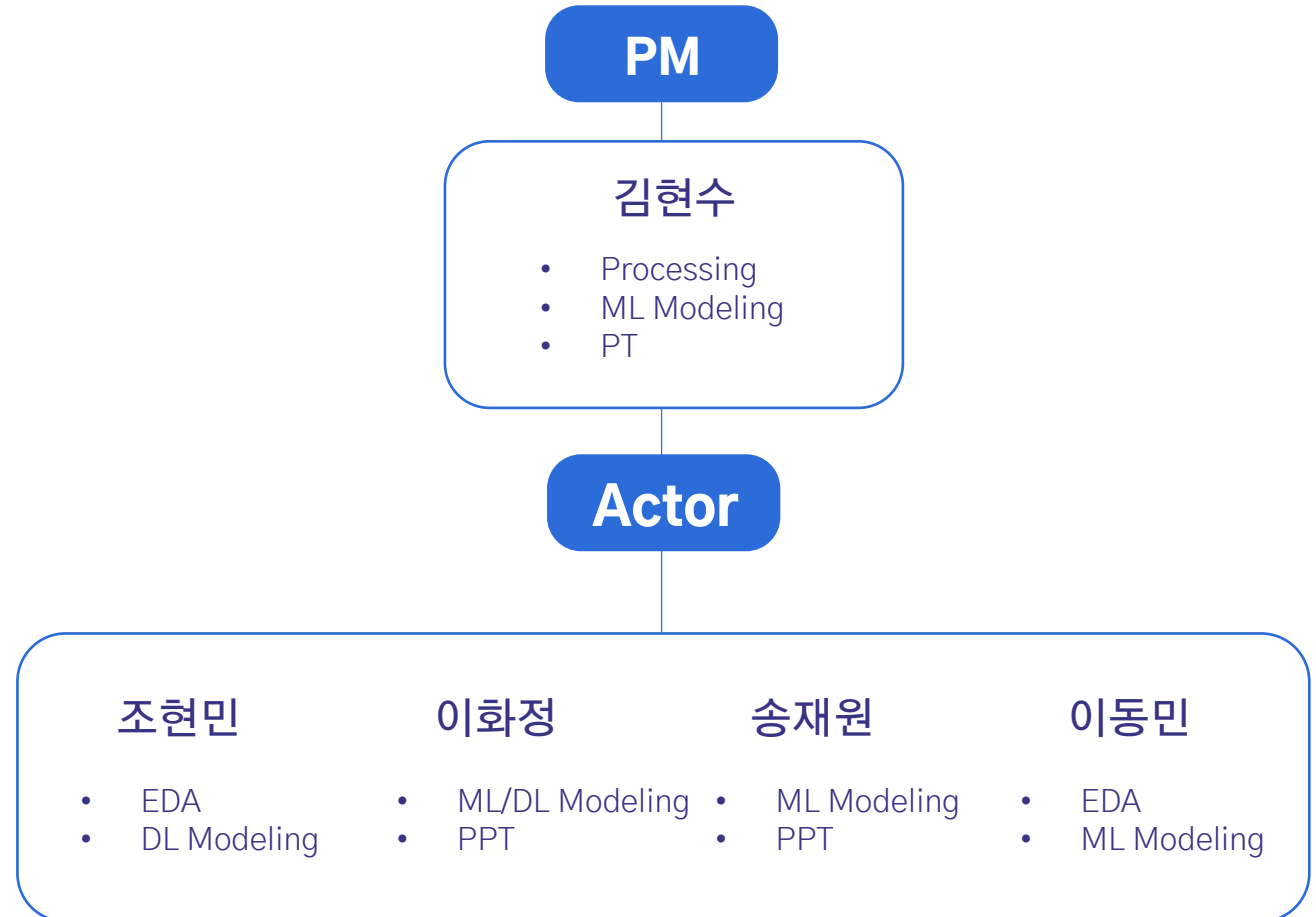 PM
김현수
• Processing
• ML Modeling
• PT
Actor
조현민
• EDA
• DL Modeling
이화정
• ML/DL Modeling
• PPT
송재원
• ML Modeling
• PPT
이동민
• EDA
• ML Modeling